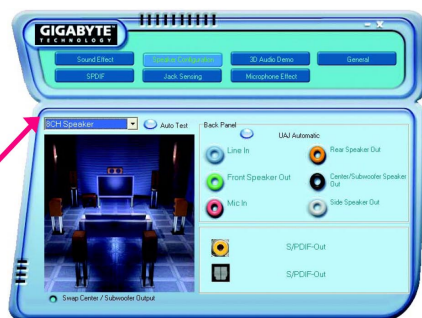 GIGABYTE™
TECHNOLOGY
Sound Effect
Speaker Configuration
3D Audio Demo
General
SPDIF
Jack Sensing
Microphone Effect
8CH Speaker
Auto Test
Back Panel
UAJ Automatic
Line In
Rear Speaker Out
Front Speaker Out
Center/Subwoofer Speaker
Out
Mic In
Side Speaker Out
S/PDIF-Out
S/PDIF-Out
Swap Center / Subwoofer Output